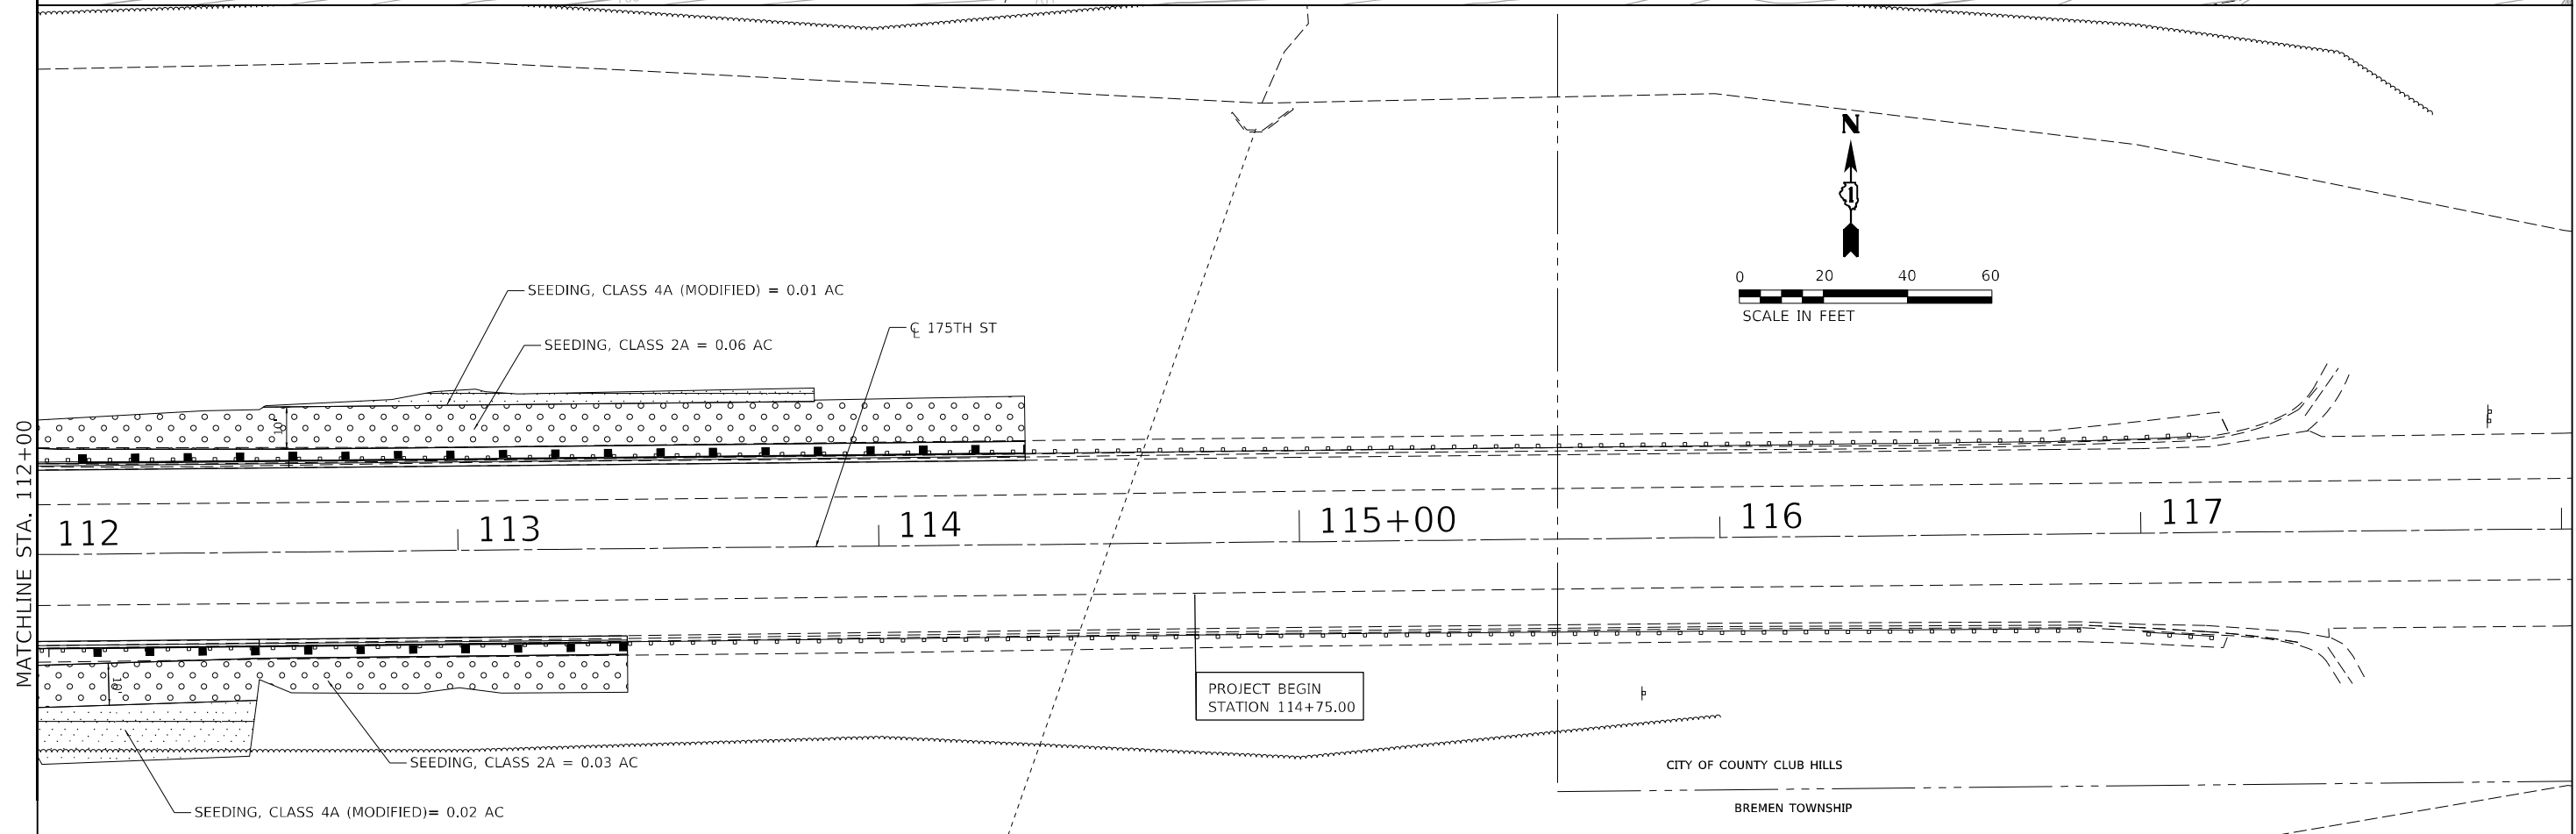 N
1
0 20 40 60
SCALE IN FEET
SEEDING, CLASS 4A (MODIFIED) = 0.01 AC
℄ 175TH ST
SEEDING, CLASS 2A = 0.06 AC
10'
MATCHLINE STA. 112+00
112 113 114 115+00 116 117
10'
PROJECT BEGIN
STATION 114+75.00
SEEDING, CLASS 2A = 0.03 AC
SEEDING, CLASS 4A (MODIFIED)= 0.02 AC
CITY OF COUNTY CLUB HILLS
BREMEN TOWNSHIP